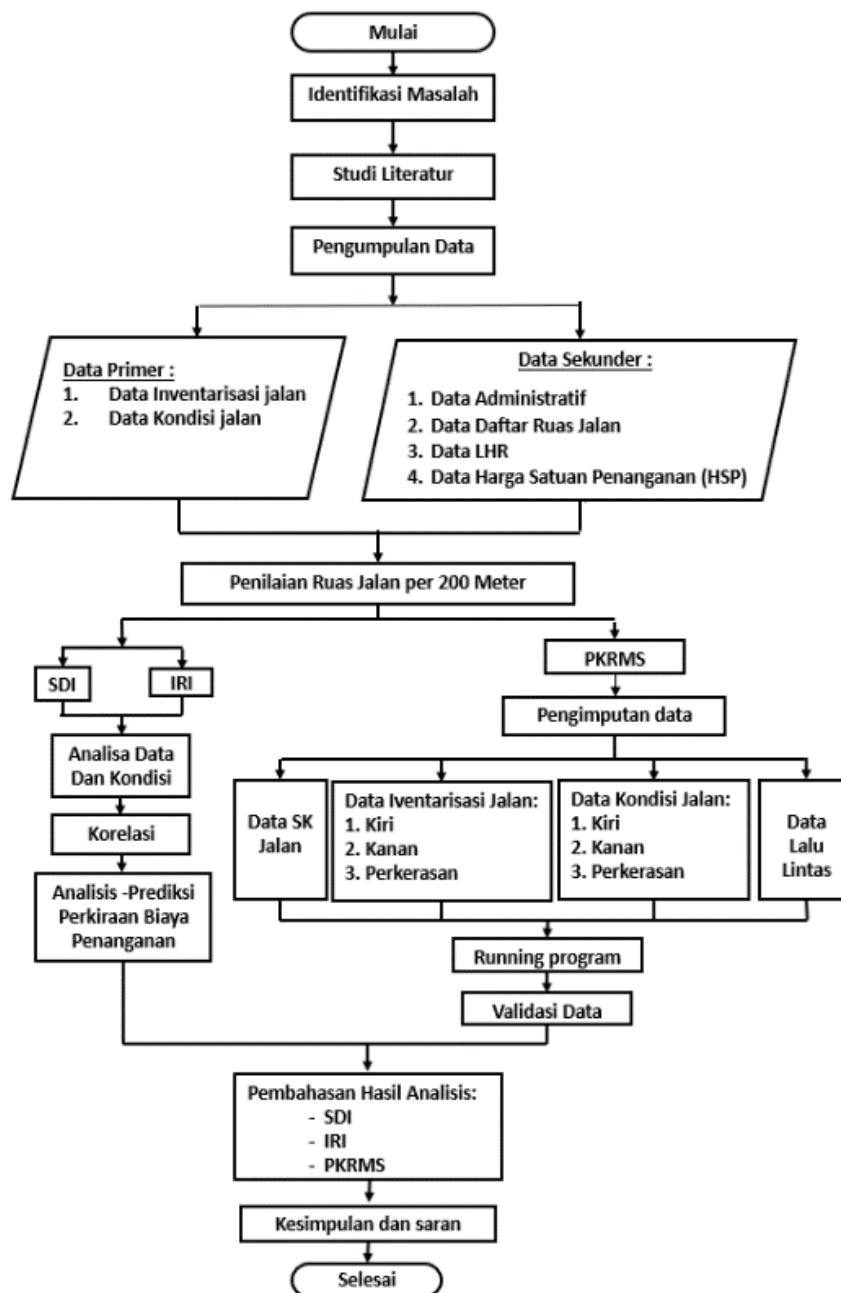 Mulai
Identifikasi Masalah
Studi Literatur
Pengumpulan Data
Data Primer :
1. Data Inventarisasi jalan
2. Data Kondisi jalan
Data Sekunder :
1. Data Administratif
2. Data Daftar Ruas Jalan
3. Data LHR
4. Data Harga Satuan Penanganan (HSP)
Penilaian Ruas Jalan per 200 Meter
SDI
IRI
Analisa Data
Dan Kondisi
Korelasi
Analisis -Prediksi
Perkiraan Biaya
Penanganan
PKRMS
Pengimputan data
Data SK
Jalan
Data Iventarisasi Jalan:
1. Kiri
2. Kanan
3. Perkerasan
Data Kondisi Jalan:
1. Kiri
2. Kanan
3. Perkerasan
Data
Lalu
Lintas
Running program
Validasi Data
Pembahasan Hasil Analisis:
- SDI
- IRI
- PKRMS
Kesimpulan dan saran
Selesai